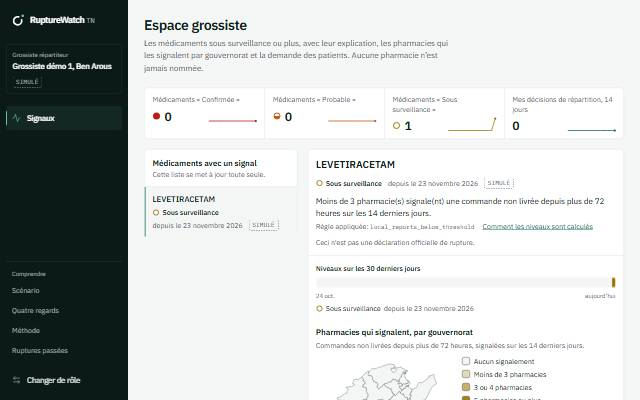 RuptureWatch TN
Grossiste répartiteur
Grossiste démo 1, Ben Arous
SIMULÉ
Signaux
Comprendre
Scénario
Quatre regards
Méthode
Ruptures passées
Changer de rôle
Espace grossiste
Les médicaments sous surveillance ou plus, avec leur explication, les pharmacies qui
les signalent par gouvernorat et la demande des patients. Aucune pharmacie n'est
jamais nommée.
Médicaments « Confirmée »
0
Médicaments « Probable »
0
Médicaments « Sous
surveillance »
1
Mes décisions de répartition, 14
jours
0
Médicaments avec un signal
Cette liste se met à jour toute seule.
LEVETIRACETAM
Sous surveillance
depuis le 23 novembre 2026 SIMULÉ
LEVETIRACETAM
Sous surveillance depuis le 23 novembre 2026 SIMULÉ
Moins de 3 pharmacie(s) signale(nt) une commande non livrée depuis plus de 72
heures sur les 14 derniers jours.
Règle appliquée: local_reports_below_threshold Comment les niveaux sont calculés
Ceci n'est pas une déclaration officielle de rupture.
Niveaux sur les 30 derniers jours
24 oct. aujourd'hui
Sous surveillance depuis le 23 novembre 2026
Pharmacies qui signalent, par gouvernorat
Commandes non livrées depuis plus de 72 heures, signalées sur les 14 derniers jours.
Aucun signalement
Moins de 3 pharmacies
3 ou 4 pharmacies
5 pharmacies ou plus